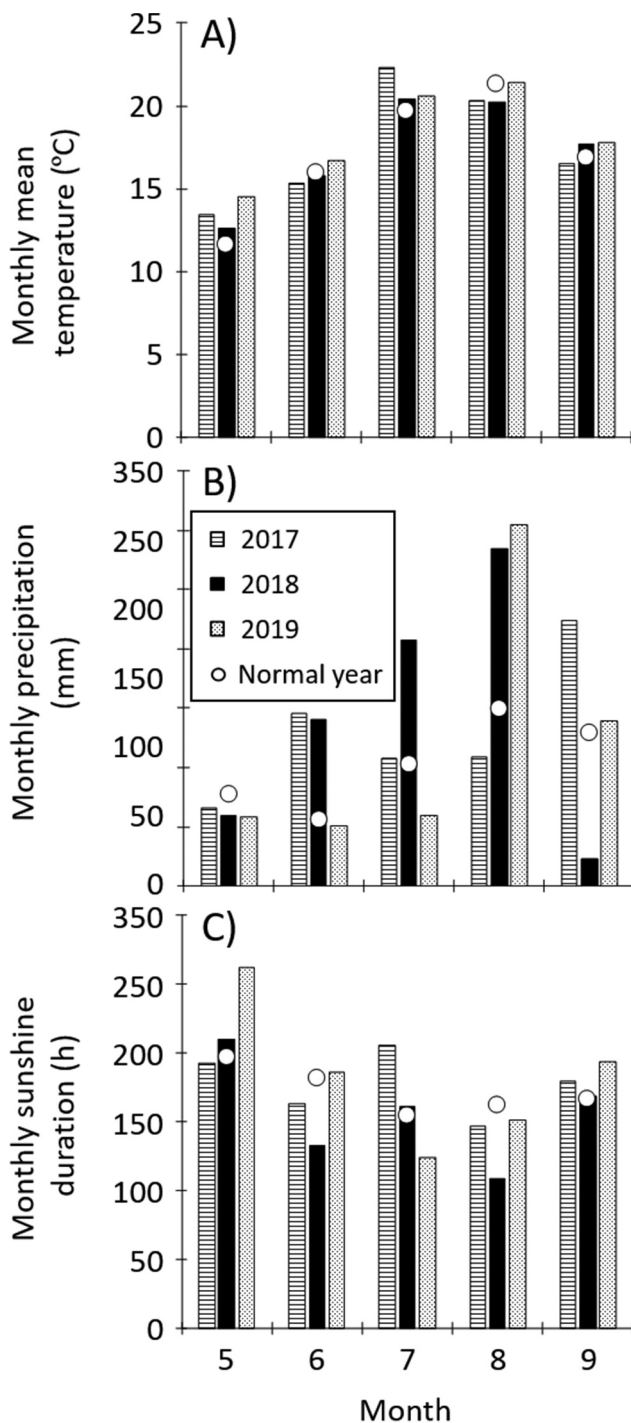 A)
Monthly mean
temperature (°C)
25
20
15
10
5
0
B)
Monthly precipitation
(mm)
350
250
200
150
100
50
0
2017
2018
2019
Normal year
C)
Monthly sunshine
duration (h)
350
250
200
150
100
50
0
5 6 7 8 9
Month